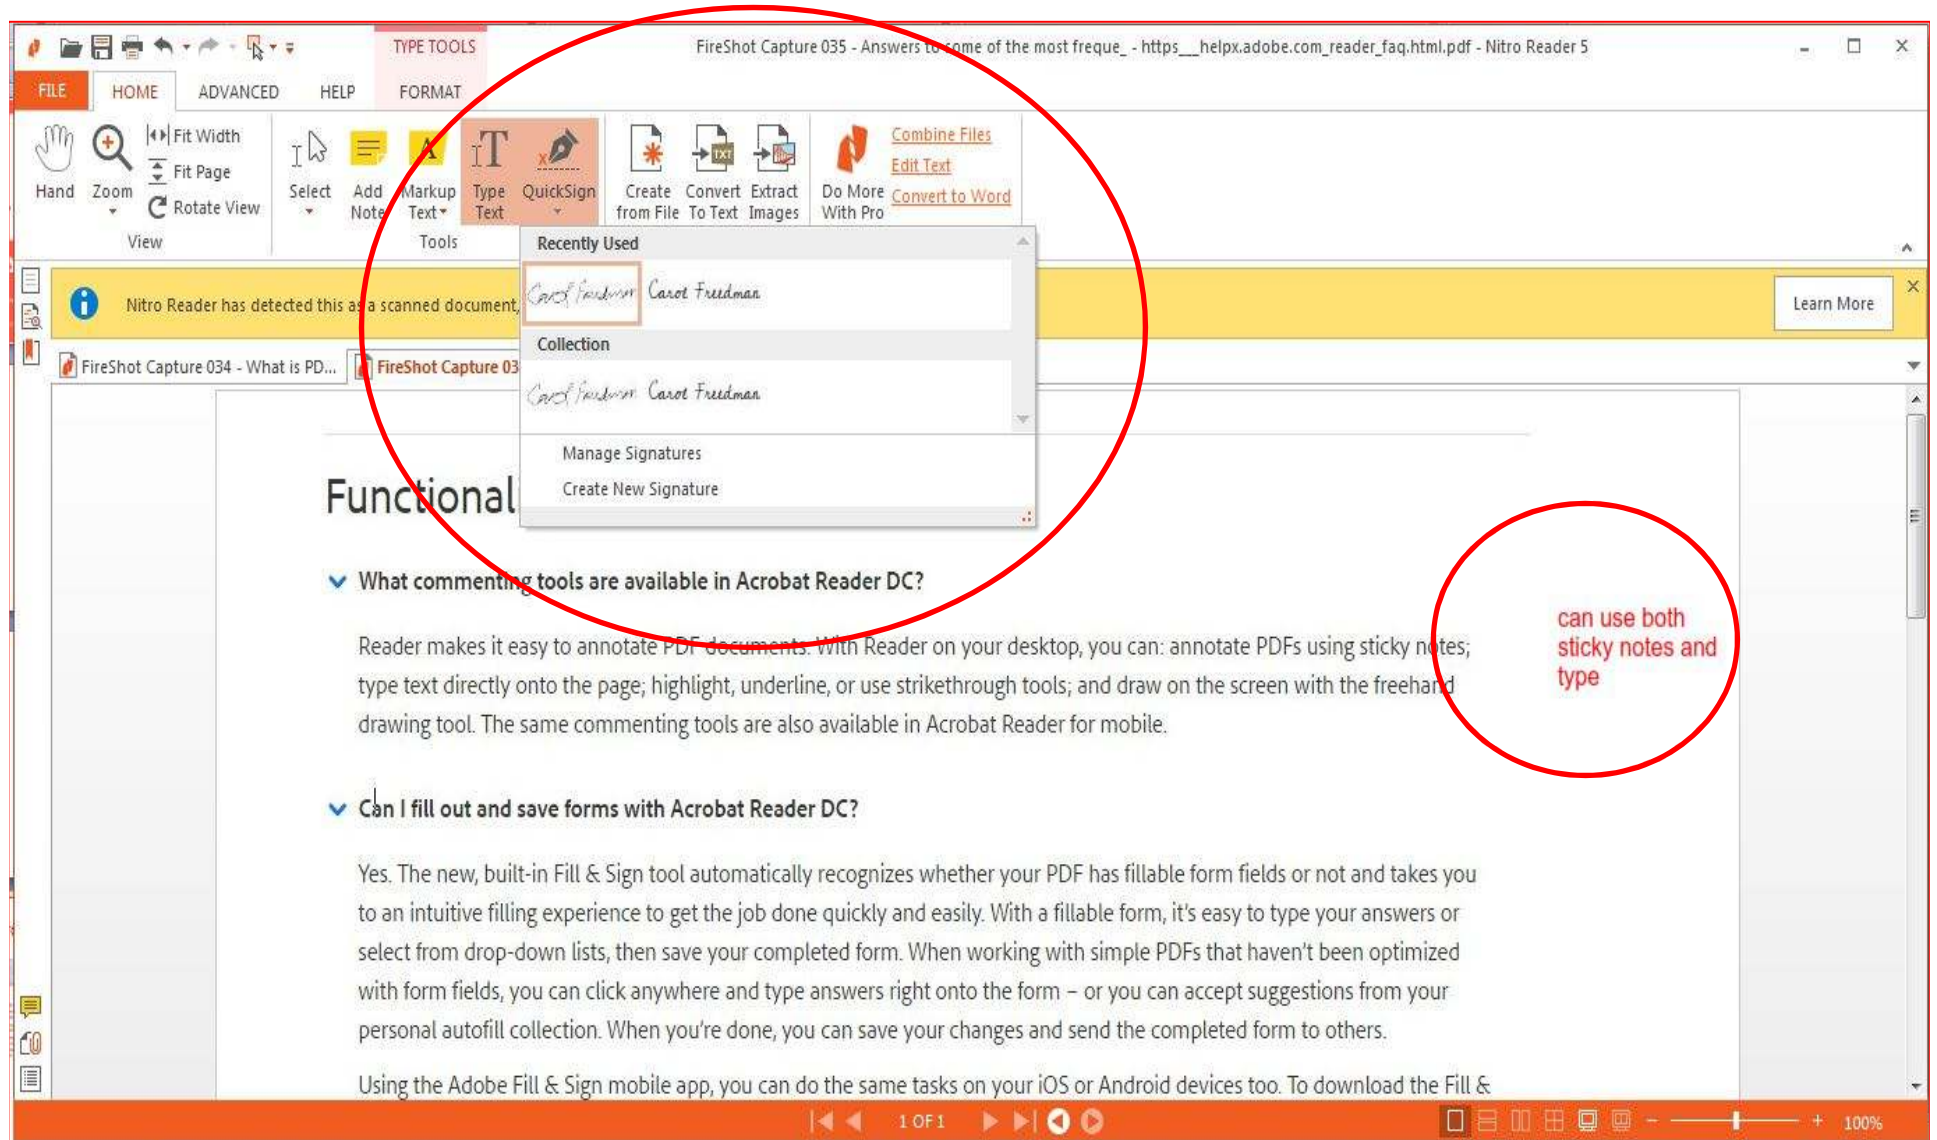 TYPE TOOLS
FireShot Capture 035 - Answers to some of the most freque_ - https___helpx.adobe.com_reader_faq.html.pdf - Nitro Reader 5
FILE HOME ADVANCED HELP FORMAT
Hand
Zoom
Fit Width
Fit Page
Rotate View
View
Select
Add
Note
Markup
Text
Type
Text
QuickSign
Tools
Create
from File
Convert
To Text
Extract
Images
Do More
With Pro
Combine Files
Edit Text
Convert to Word
Recently Used
Carol Freedman Carol Freedman
Collection
Carol Freedman Carol Freedman
Manage Signatures
Create New Signature
Nitro Reader has detected this as a scanned document,
Learn More
FireShot Capture 034 - What is PD...
FireShot Capture 03
Functional
What commenting tools are available in Acrobat Reader DC?
Reader makes it easy to annotate PDF documents. With Reader on your desktop, you can: annotate PDFs using sticky notes;
type text directly onto the page; highlight, underline, or use strikethrough tools; and draw on the screen with the freehand
drawing tool. The same commenting tools are also available in Acrobat Reader for mobile.
can use both
sticky notes and
type
Can I fill out and save forms with Acrobat Reader DC?
Yes. The new, built-in Fill & Sign tool automatically recognizes whether your PDF has fillable form fields or not and takes you
to an intuitive filling experience to get the job done quickly and easily. With a fillable form, it's easy to type your answers or
select from drop-down lists, then save your completed form. When working with simple PDFs that haven't been optimized
with form fields, you can click anywhere and type answers right onto the form – or you can accept suggestions from your
personal autofill collection. When you're done, you can save your changes and send the completed form to others.
Using the Adobe Fill & Sign mobile app, you can do the same tasks on your iOS or Android devices too. To download the Fill &
1 OF 1
100%